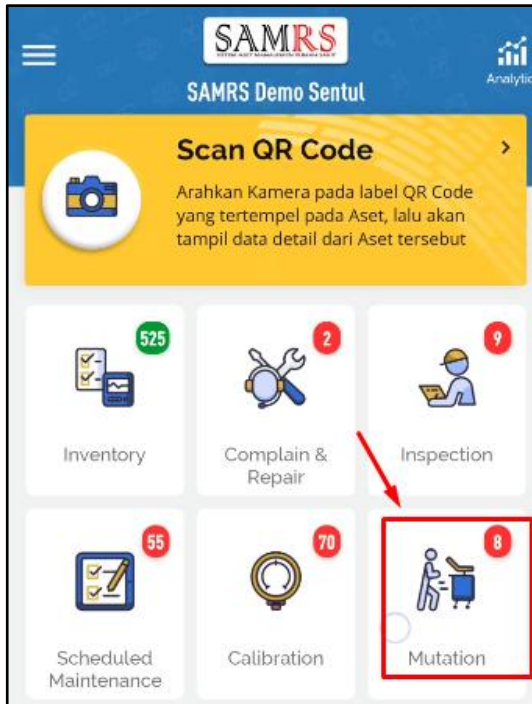 SAMRS
SAMRS Demo Sentul
Analytic
Scan QR Code
Arahkan Kamera pada label QR Code
yang tertempel pada Aset, lalu akan
tampil data detail dari Aset tersebut
525
2
9
Inventory
Complain &
Repair
Inspection
55
70
8
Scheduled
Maintenance
Calibration
Mutation